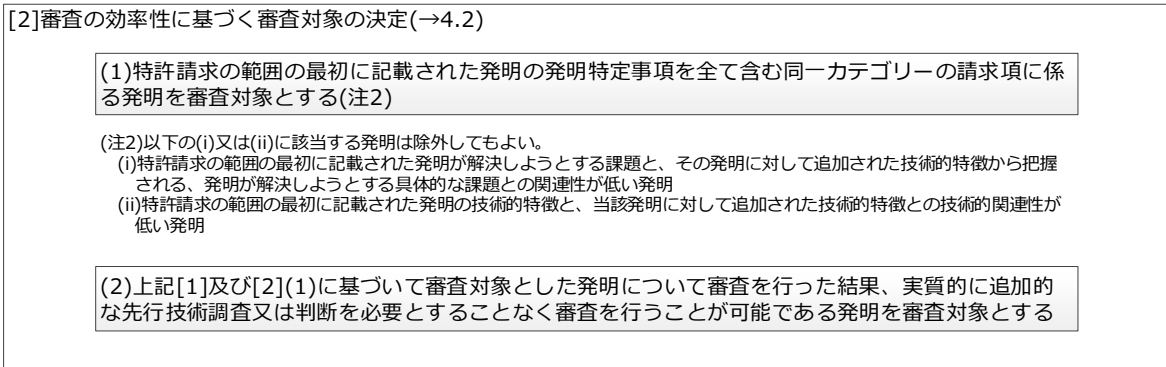 [2]審査の効率性に基づく審査対象の決定(→4.2)
(1)特許請求の範囲の最初に記載された発明の発明特定事項を全て含む同一カテゴリーの請求項に係
る発明を審査対象とする(注2)
(注2)以下の(i)又は(ii)に該当する発明は除外してもよい。
(i)特許請求の範囲の最初に記載された発明が解決しようとする課題と、その発明に対して追加された技術的特徴から把握
される、発明が解決しようとする具体的な課題との関連性が低い発明
(ii)特許請求の範囲の最初に記載された発明の技術的特徴と、当該発明に対して追加された技術的特徴との技術的関連性が
低い発明
(2)上記[1]及び[2](1)に基づいて審査対象とした発明について審査を行った結果、実質的に追加的
な先行技術調査又は判断を必要とすることなく審査を行うことが可能である発明を審査対象とする